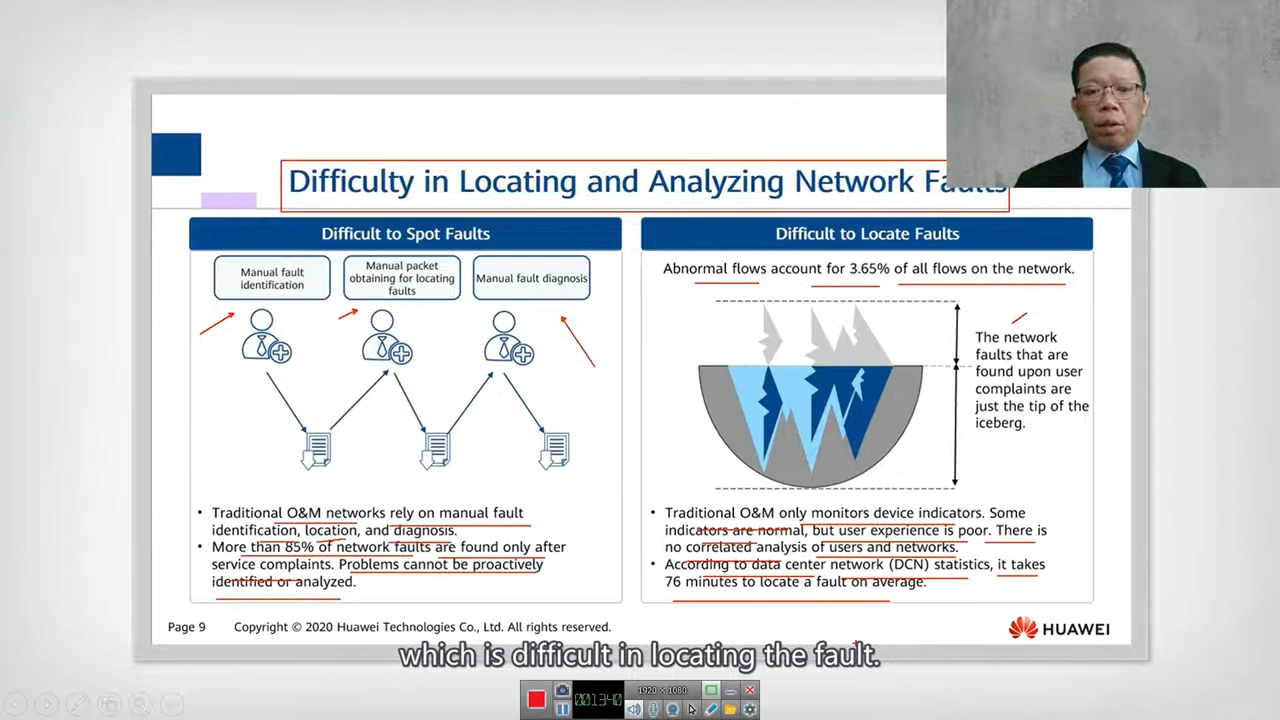 Difficulty in Locating and Analyzing Network Faults
Difficult to Spot Faults
Manual fault
identification
Manual packet
obtaining for locating
faults
Manual fault diagnosis
• Traditional O&M networks rely on manual fault
identification, location, and diagnosis.
• More than 85% of network faults are found only after
service complaints. Problems cannot be proactively
identified or analyzed.
Difficult to Locate Faults
Abnormal flows account for 3.65% of all flows on the network.
The network
faults that are
found upon user
complaints are
just the tip of the
iceberg.
• Traditional O&M only monitors device indicators. Some
indicators are normal, but user experience is poor. There is
no correlated analysis of users and networks.
• According to data center network (DCN) statistics, it takes
76 minutes to locate a fault on average.
Page 9 Copyright © 2020 Huawei Technologies Co., Ltd. All rights reserved.
HUAWEI
which is difficult in locating the fault.
1920 × 1080
00:13:40